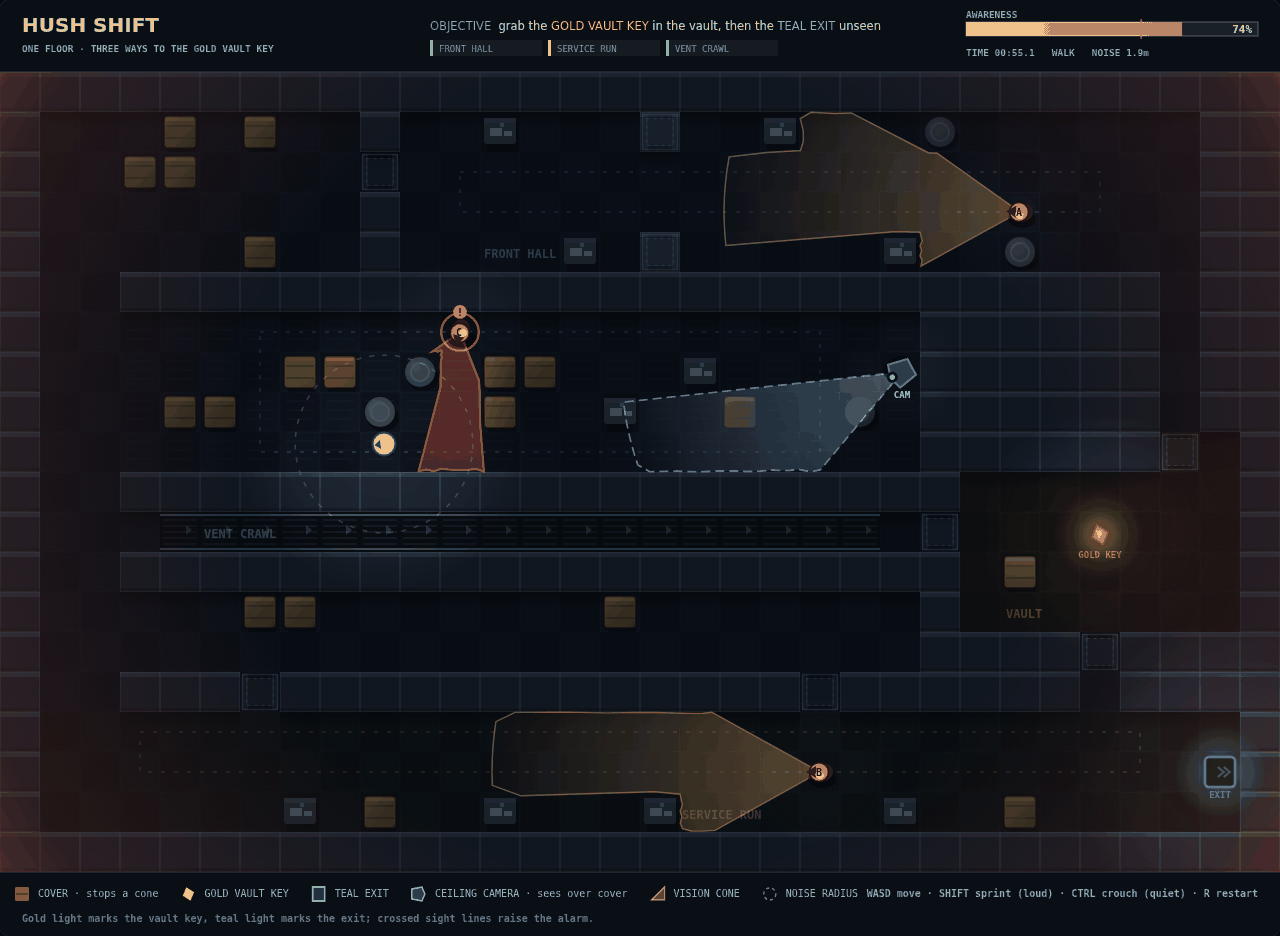 HUSH SHIFT
ONE FLOOR · THREE WAYS TO THE GOLD VAULT KEY
OBJECTIVE grab the GOLD VAULT KEY in the vault, then the TEAL EXIT unseen
FRONT HALL
SERVICE RUN
VENT CRAWL
AWARENESS
74%
TIME 00:55.1 WALK NOISE 1.9m
A
FRONT HALL
!
C
CAM
VENT CRAWL
GOLD KEY
VAULT
B
EXIT
SERVICE RUN
COVER · stops a cone
GOLD VAULT KEY
TEAL EXIT
CEILING CAMERA · sees over cover
VISION CONE
NOISE RADIUS
WASD move · SHIFT sprint (loud) · CTRL crouch (quiet) · R restart
Gold light marks the vault key, teal light marks the exit; crossed sight lines raise the alarm.